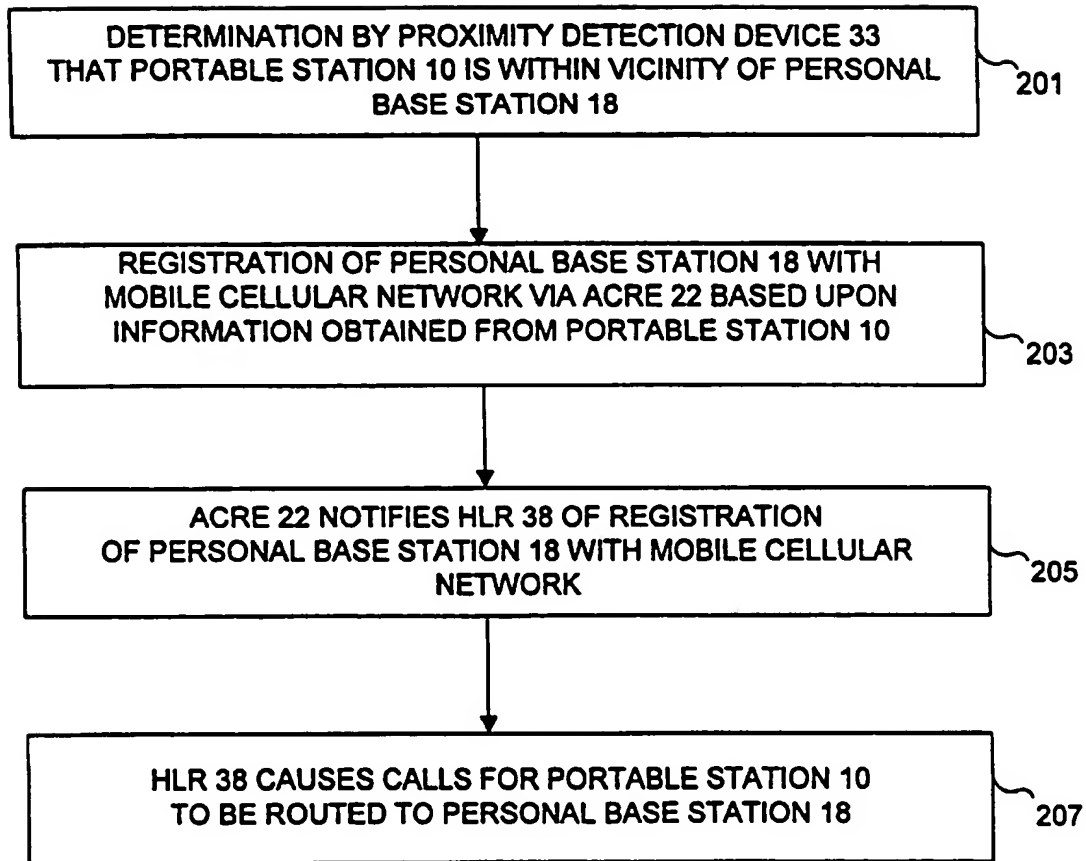 DETERMINATION BY PROXIMITY DETECTION DEVICE 33
THAT PORTABLE STATION 10 IS WITHIN VICINITY OF PERSONAL
BASE STATION 18
201
REGISTRATION OF PERSONAL BASE STATION 18 WITH
MOBILE CELLULAR NETWORK VIA ACRE 22 BASED UPON
INFORMATION OBTAINED FROM PORTABLE STATION 10
203
ACRE 22 NOTIFIES HLR 38 OF REGISTRATION
OF PERSONAL BASE STATION 18 WITH MOBILE CELLULAR
NETWORK
205
HLR 38 CAUSES CALLS FOR PORTABLE STATION 10
TO BE ROUTED TO PERSONAL BASE STATION 18
207